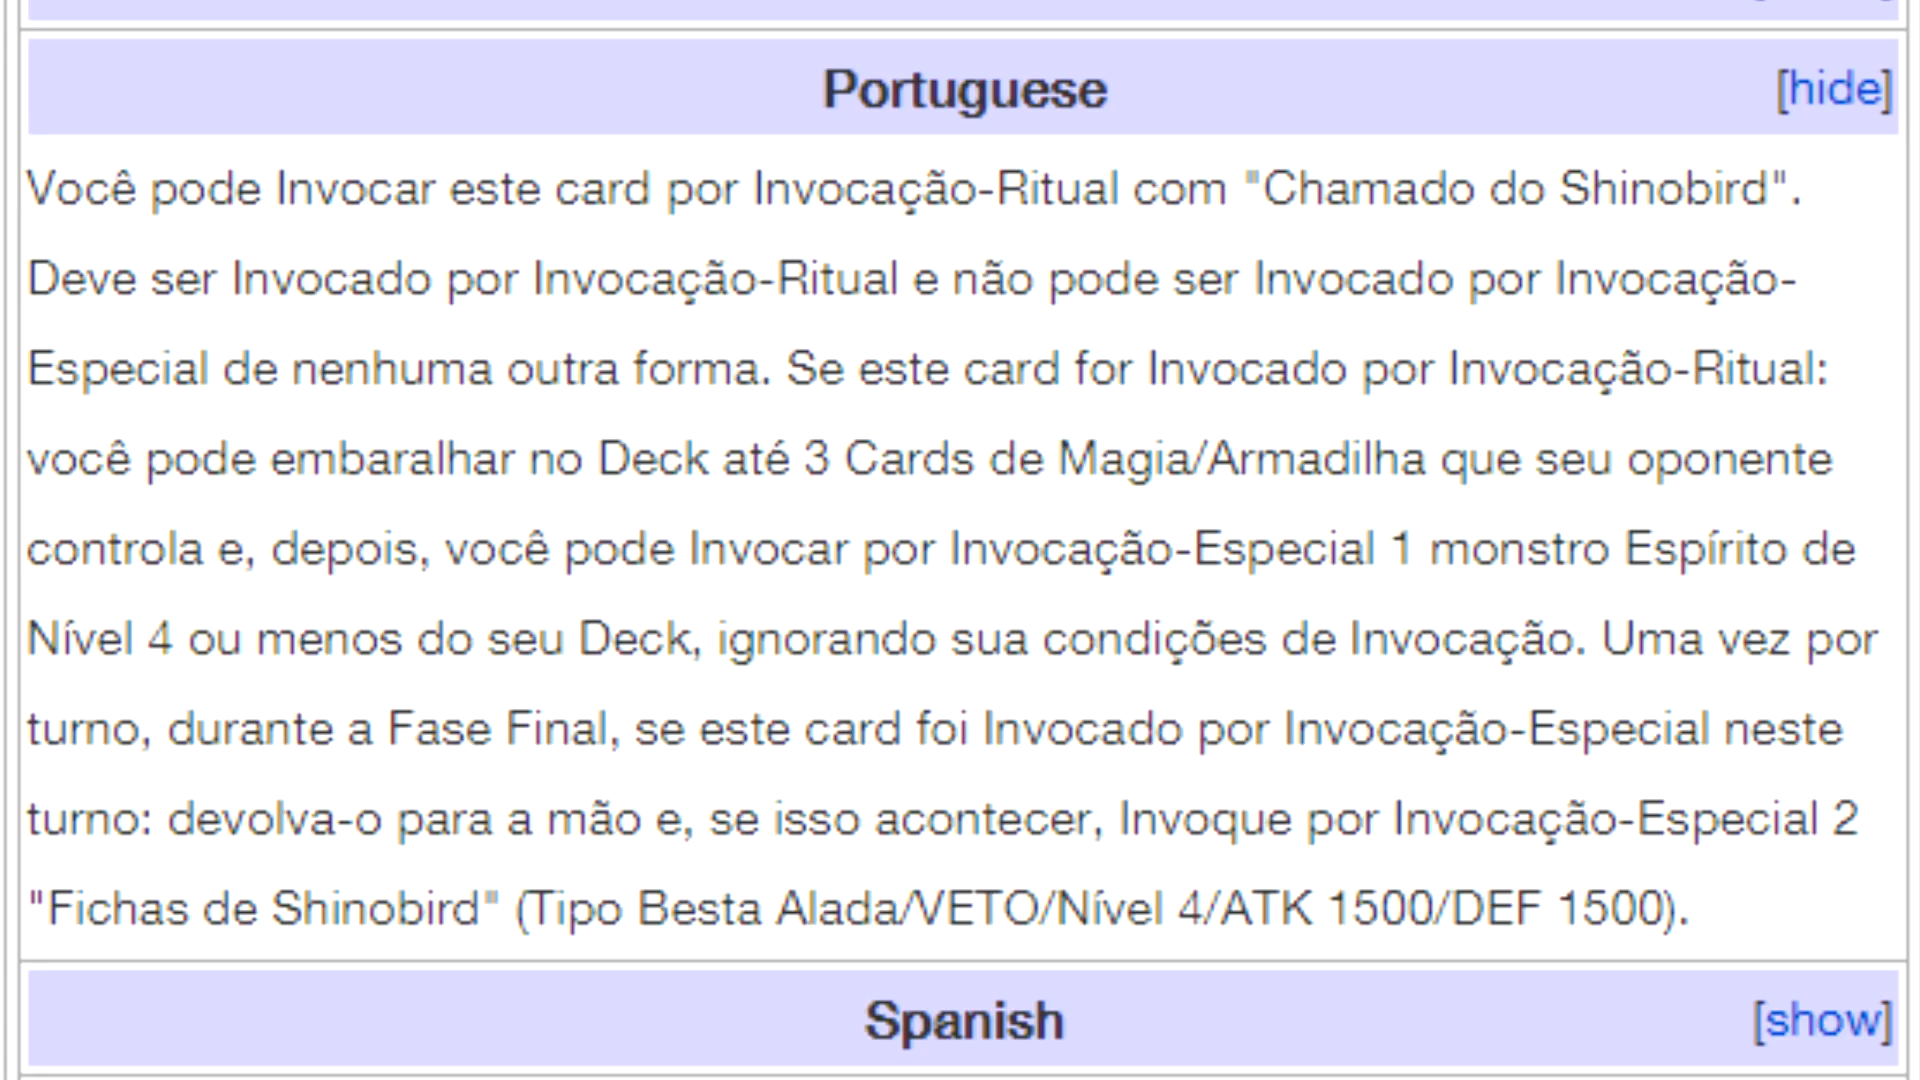 Portuguese [hide]
Você pode Invocar este card por Invocação-Ritual com "Chamado do Shinobird".
Deve ser Invocado por Invocação-Ritual e não pode ser Invocado por Invocação-
Especial de nenhuma outra forma. Se este card for Invocado por Invocação-Ritual:
você pode embaralhar no Deck até 3 Cards de Magia/Armadilha que seu oponente
controla e, depois, você pode Invocar por Invocação-Especial 1 monstro Espírito de
Nível 4 ou menos do seu Deck, ignorando sua condições de Invocação. Uma vez por
turno, durante a Fase Final, se este card foi Invocado por Invocação-Especial neste
turno: devolva-o para a mão e, se isso acontecer, Invoque por Invocação-Especial 2
"Fichas de Shinobird" (Tipo Besta Alada/VETO/Nível 4/ATK 1500/DEF 1500).
Spanish [show]